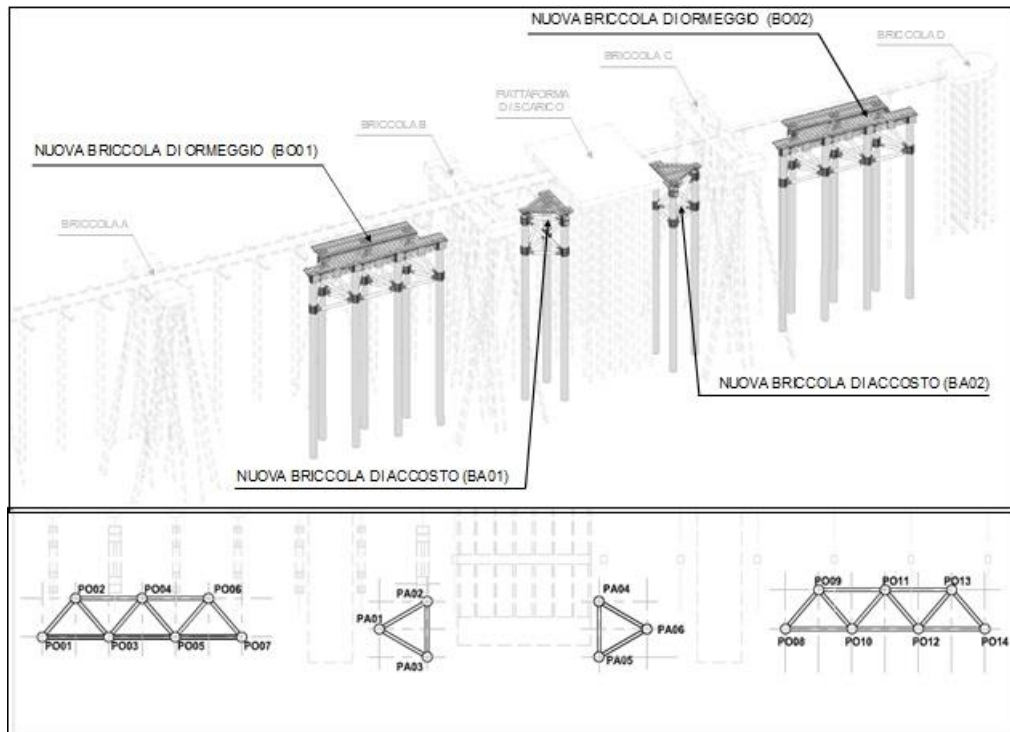 NUOVA BRICCOLA DI ORMEGGIO (BO02)
BRICCOLA D
BRICCOLA C
PIATTAFORMA
DI SCARICO
BRICCOLA B
NUOVA BRICCOLA DI ORMEGGIO (BO01)
BRICCOLA A
NUOVA BRICCOLA DI ACCOSTO (BA02)
NUOVA BRICCOLA DI ACCOSTO (BA01)
PO02 PO04 PO06
PO01 PO03 PO05 PO07
PA02
PA01
PA03
PA04
PA06
PA05
PO09 PO11 PO13
PO08 PO10 PO12 PO14